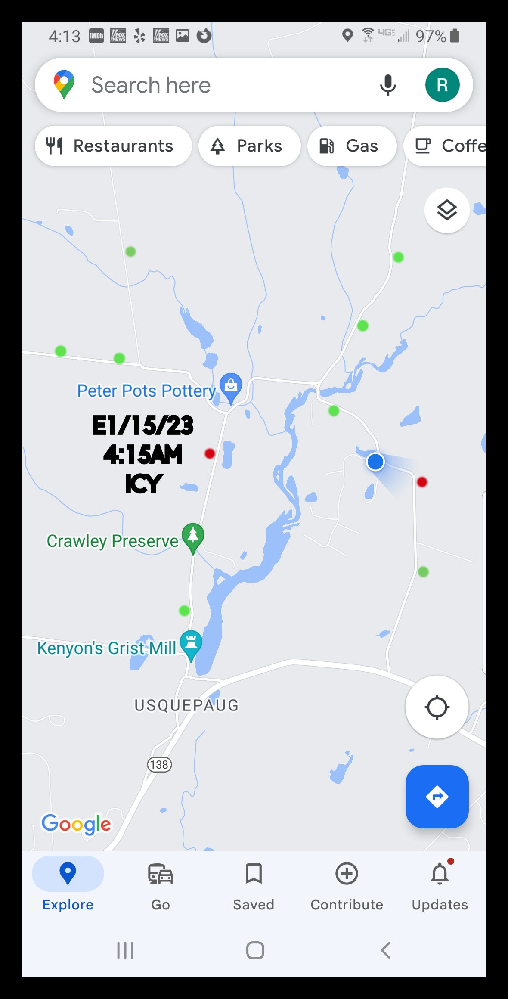 4:13 IMDb FOX NEWS FOX NEWS 4G LTE 97%
Search here R
Restaurants Parks Gas Coffe
Peter Pots Pottery
E1/15/23
4:15AM
ICY
Crawley Preserve
Kenyon's Grist Mill
USQUEPAUG
138
Google
Explore Go Saved Contribute Updates